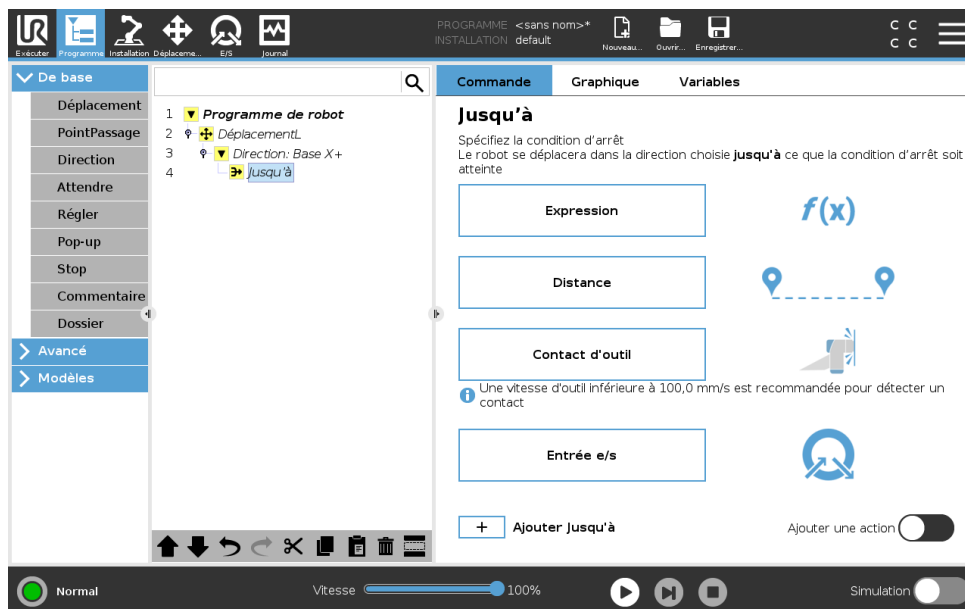 PROGRAMME <sans nom>*
INSTALLATION default
Exécuter
Programme
Installation
Déplaceme...
E/S
Journal
Nouveau...
Ouvrir...
Enregistrer...
C C
C C
De base
Déplacement
PointPassage
Direction
Attendre
Régler
Pop-up
Stop
Commentaire
Dossier
Avancé
Modèles
1 Programme de robot
2 DéplacementL
3 Direction: Base X+
4 Jusqu'à
Commande
Graphique
Variables
Jusqu'à
Spécifiez la condition d'arrêt
Le robot se déplacera dans la direction choisie jusqu'à ce que la condition d'arrêt soit
atteinte
Expression
f(x)
Distance
Contact d'outil
Une vitesse d'outil inférieure à 100,0 mm/s est recommandée pour détecter un
contact
Entrée e/s
+ Ajouter Jusqu'à
Ajouter une action
Normal
Vitesse
100%
Simulation